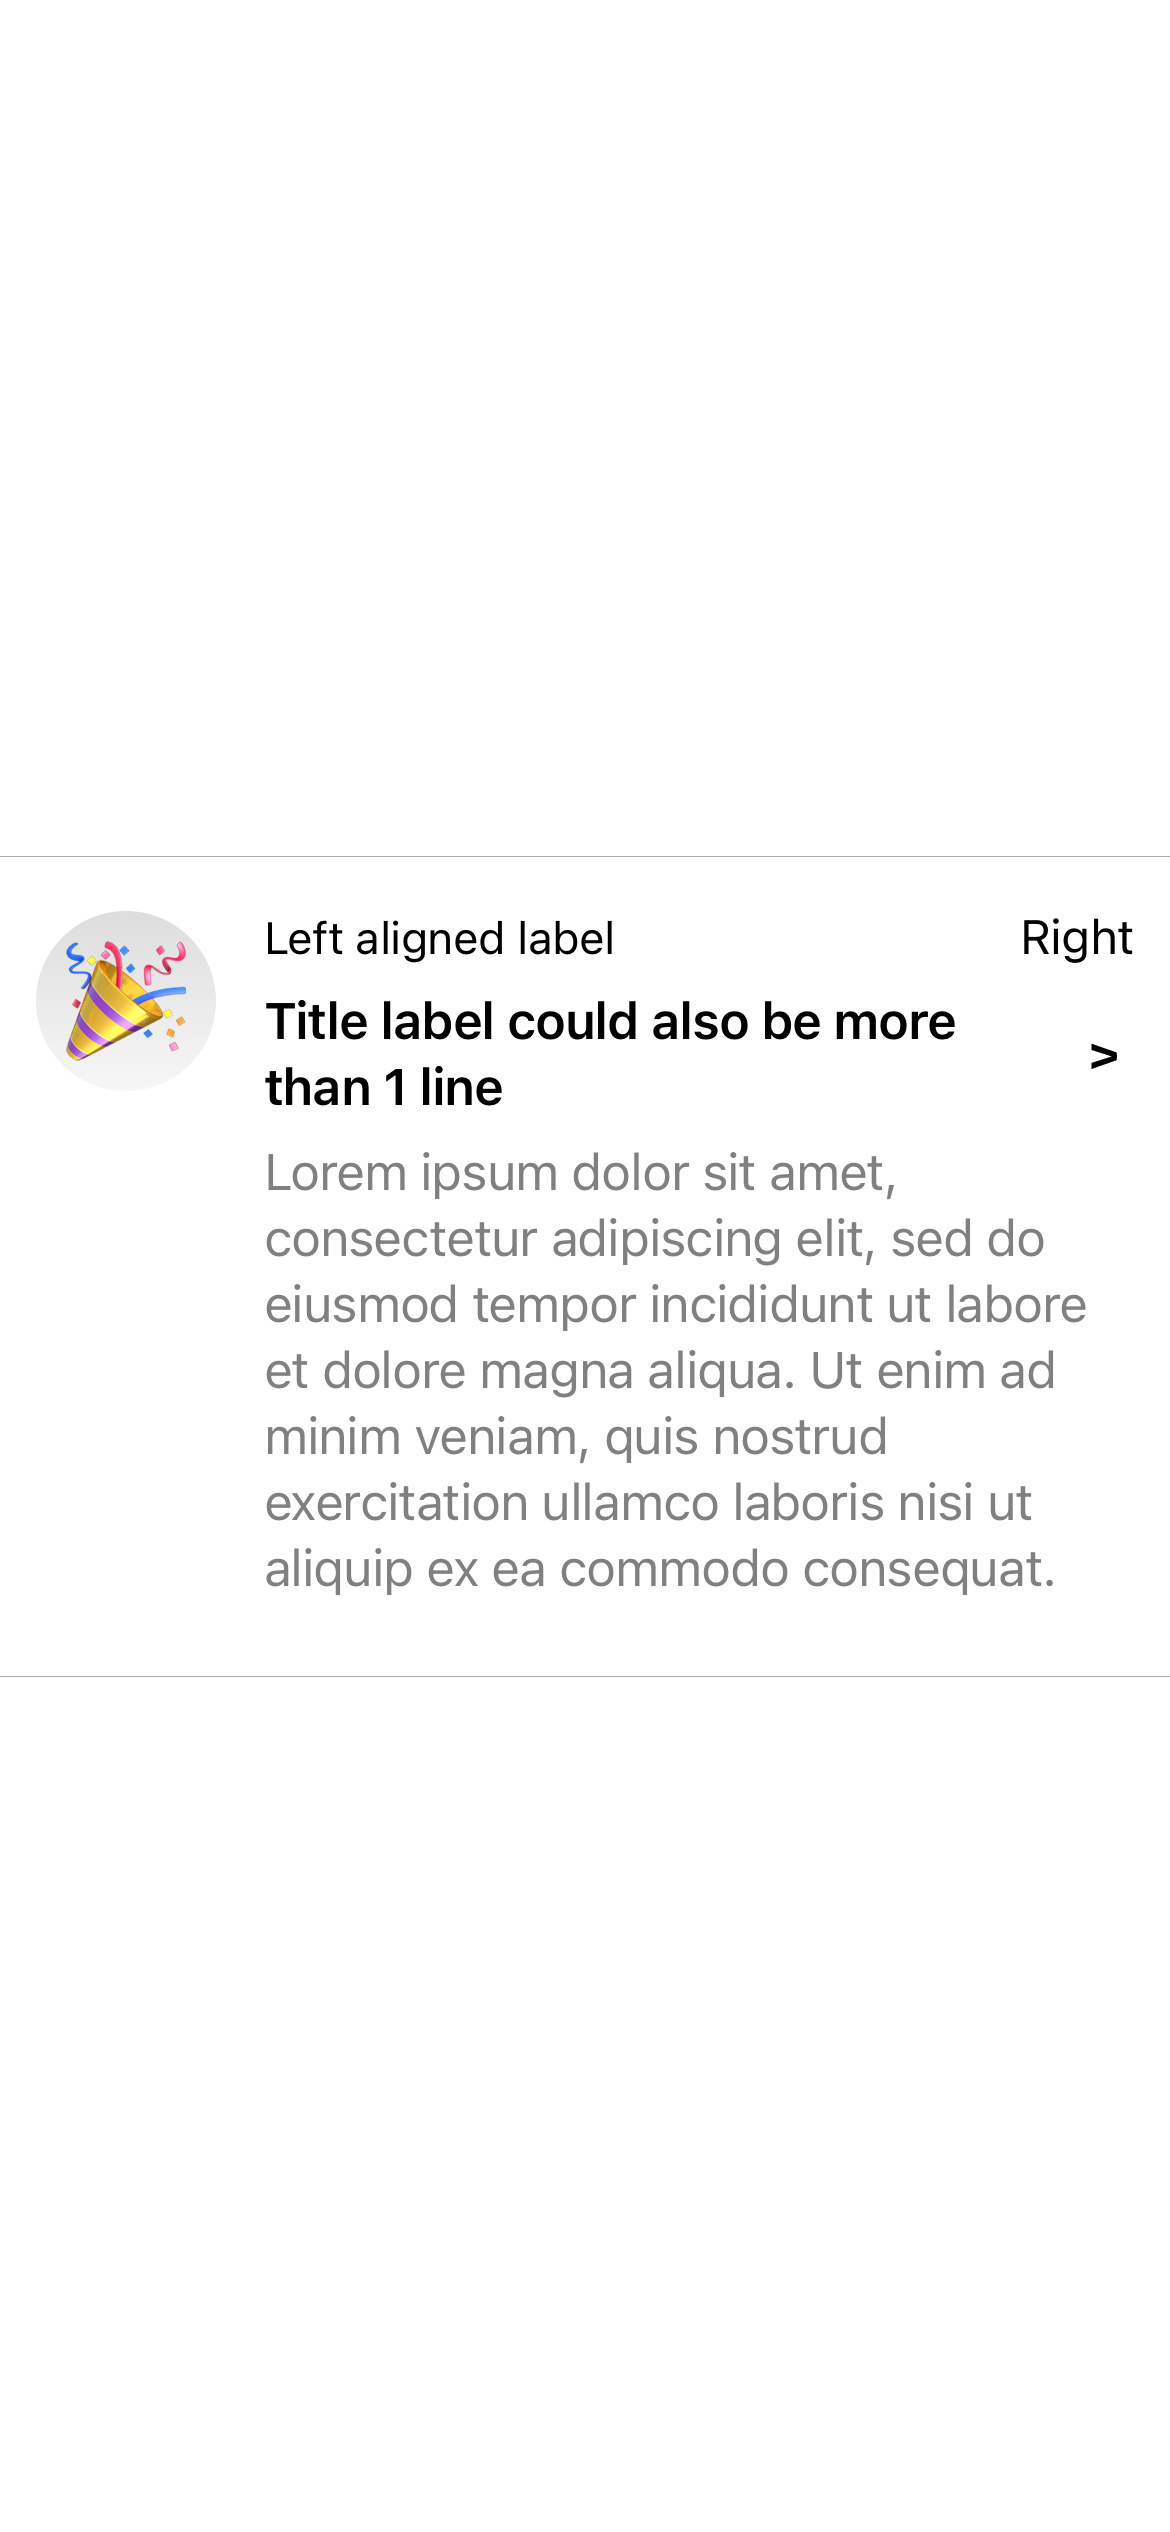 Left aligned label Right
Title label could also be more
than 1 line
>
Lorem ipsum dolor sit amet,
consectetur adipiscing elit, sed do
eiusmod tempor incididunt ut labore
et dolore magna aliqua. Ut enim ad
minim veniam, quis nostrud
exercitation ullamco laboris nisi ut
aliquip ex ea commodo consequat.